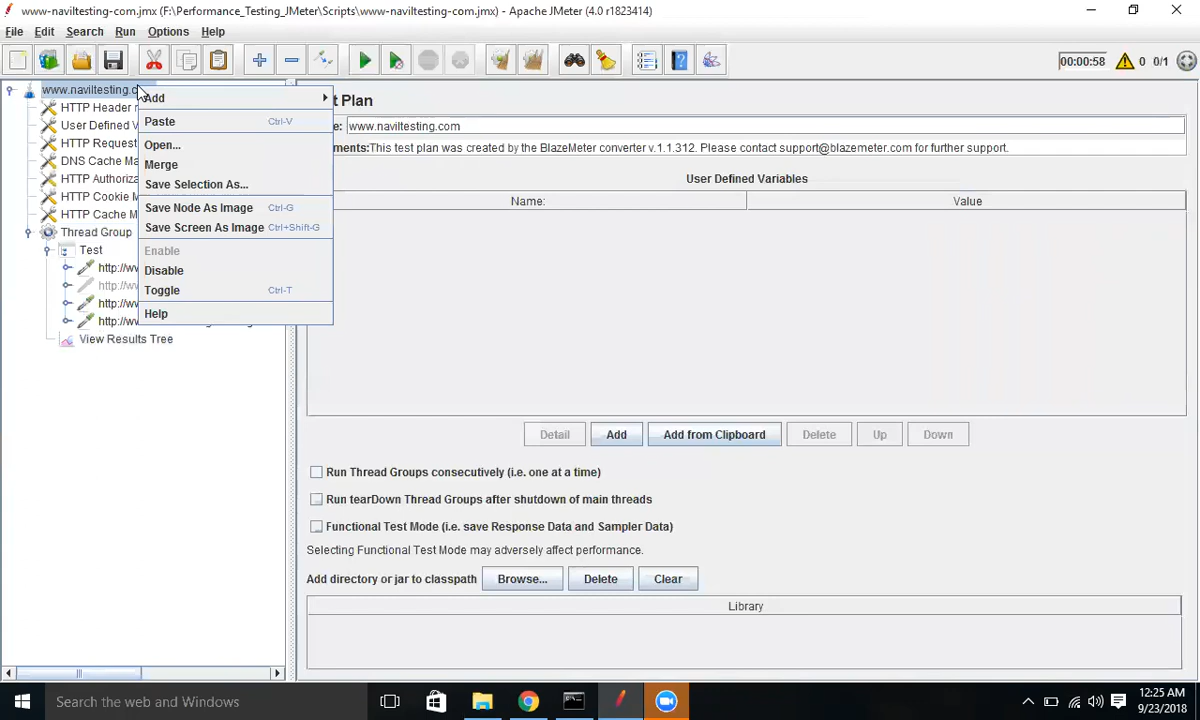 www-naviltesting-com.jmx (F:\Performance_Testing_JMeter\Scripts\www-naviltesting-com.jmx) - Apache JMeter (4.0 r1823414)
File Edit Search Run Options Help
00:00:58 0 0/1
www.naviltesting.c
HTTP Header
User Defined V
HTTP Request
DNS Cache Ma
HTTP Authoriza
HTTP Cookie M
HTTP Cache M
Thread Group
Test
http://wv
http://wv
http://wv
http://wv
View Results Tree
Add
Paste Ctrl-V
Open...
Merge
Save Selection As...
Save Node As Image Ctrl-G
Save Screen As Image Ctrl+Shift-G
Enable
Disable
Toggle Ctrl-T
Help
t Plan
e: www.naviltesting.com
ments: This test plan was created by the BlazeMeter converter v.1.1.312. Please contact support@blazemeter.com for further support.
User Defined Variables
Name: Value
Detail Add Add from Clipboard Delete Up Down
Run Thread Groups consecutively (i.e. one at a time)
Run tearDown Thread Groups after shutdown of main threads
Functional Test Mode (i.e. save Response Data and Sampler Data)
Selecting Functional Test Mode may adversely affect performance.
Add directory or jar to classpath Browse... Delete Clear
Library
Search the web and Windows
12:25 AM
9/23/2018